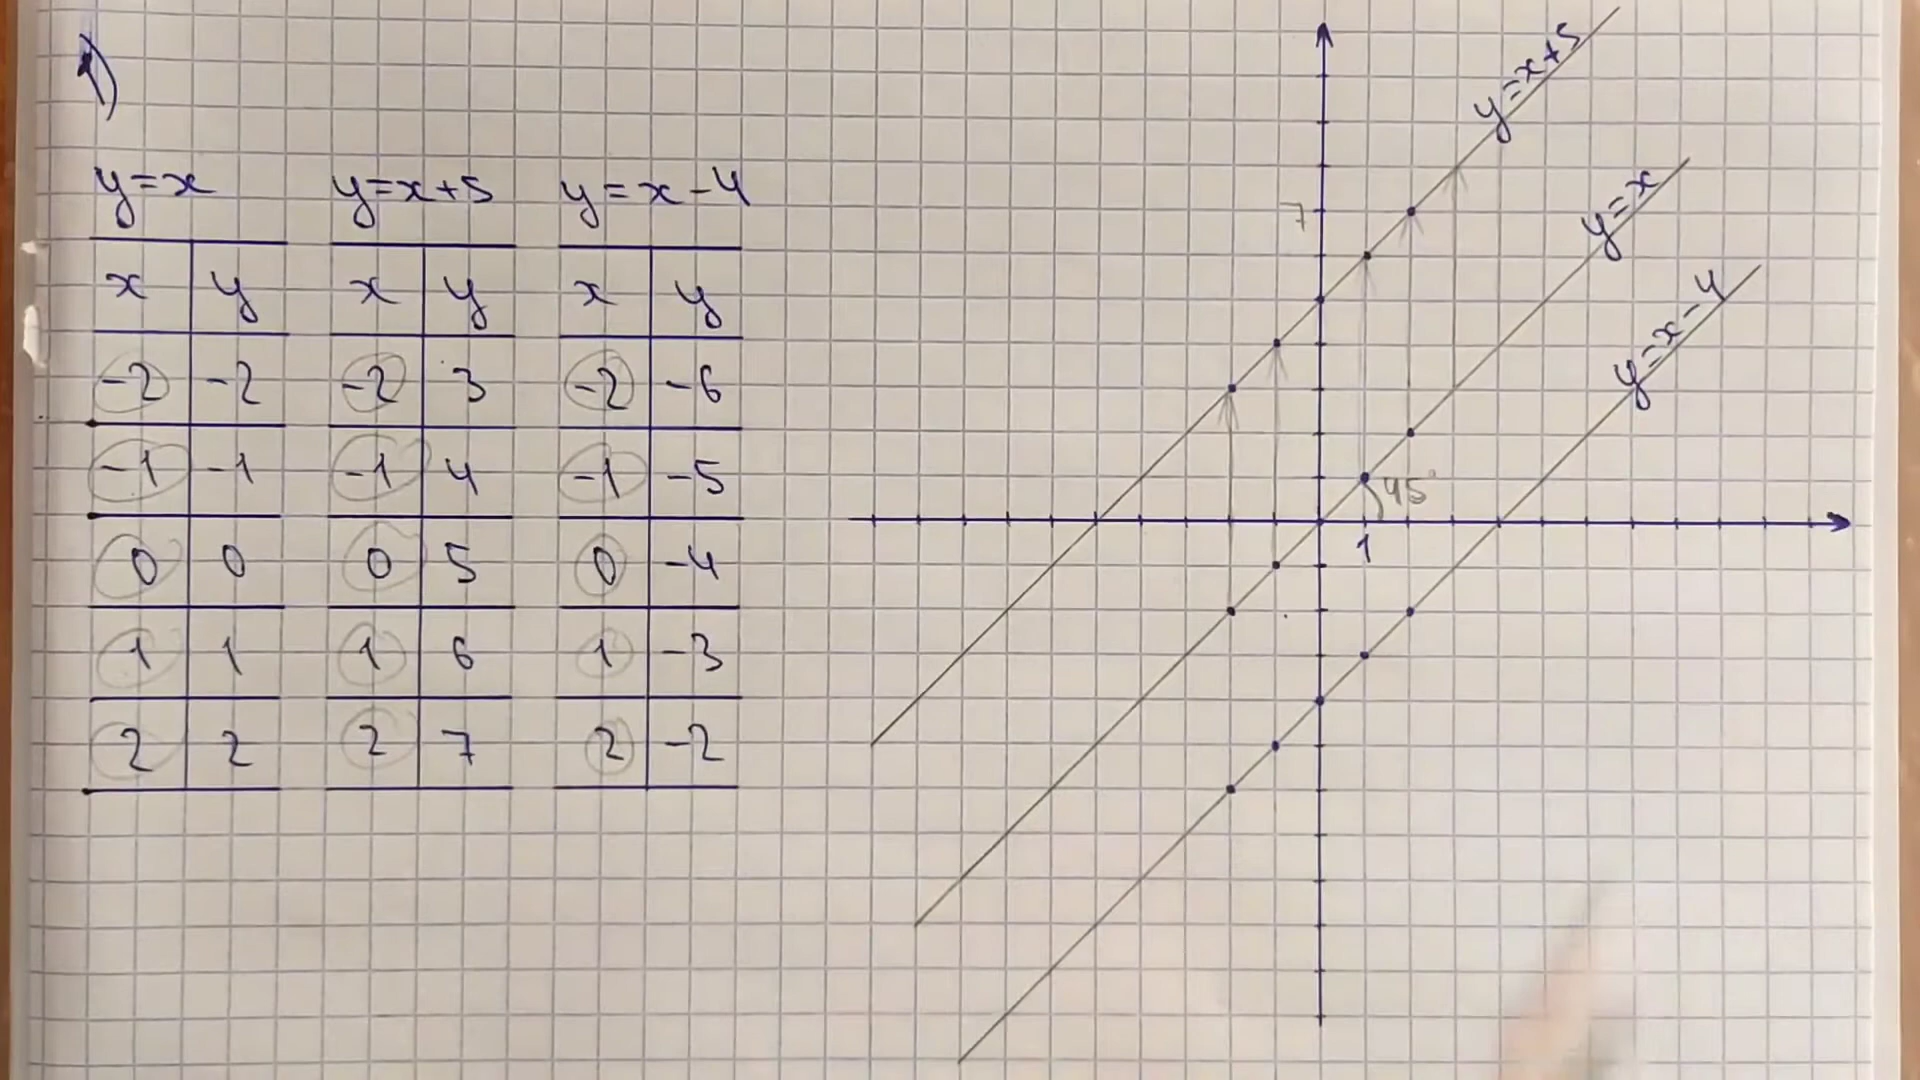 1)
y=x y=x+5 y=x-4
x y x y x y
-2 -2 -2 3 -2 -6
-1 -1 -1 4 -1 -5
0 0 0 5 0 -4
1 1 1 6 1 -3
2 2 2 7 2 -2
y=x+5
y=x
7
y=x-4
45°
1